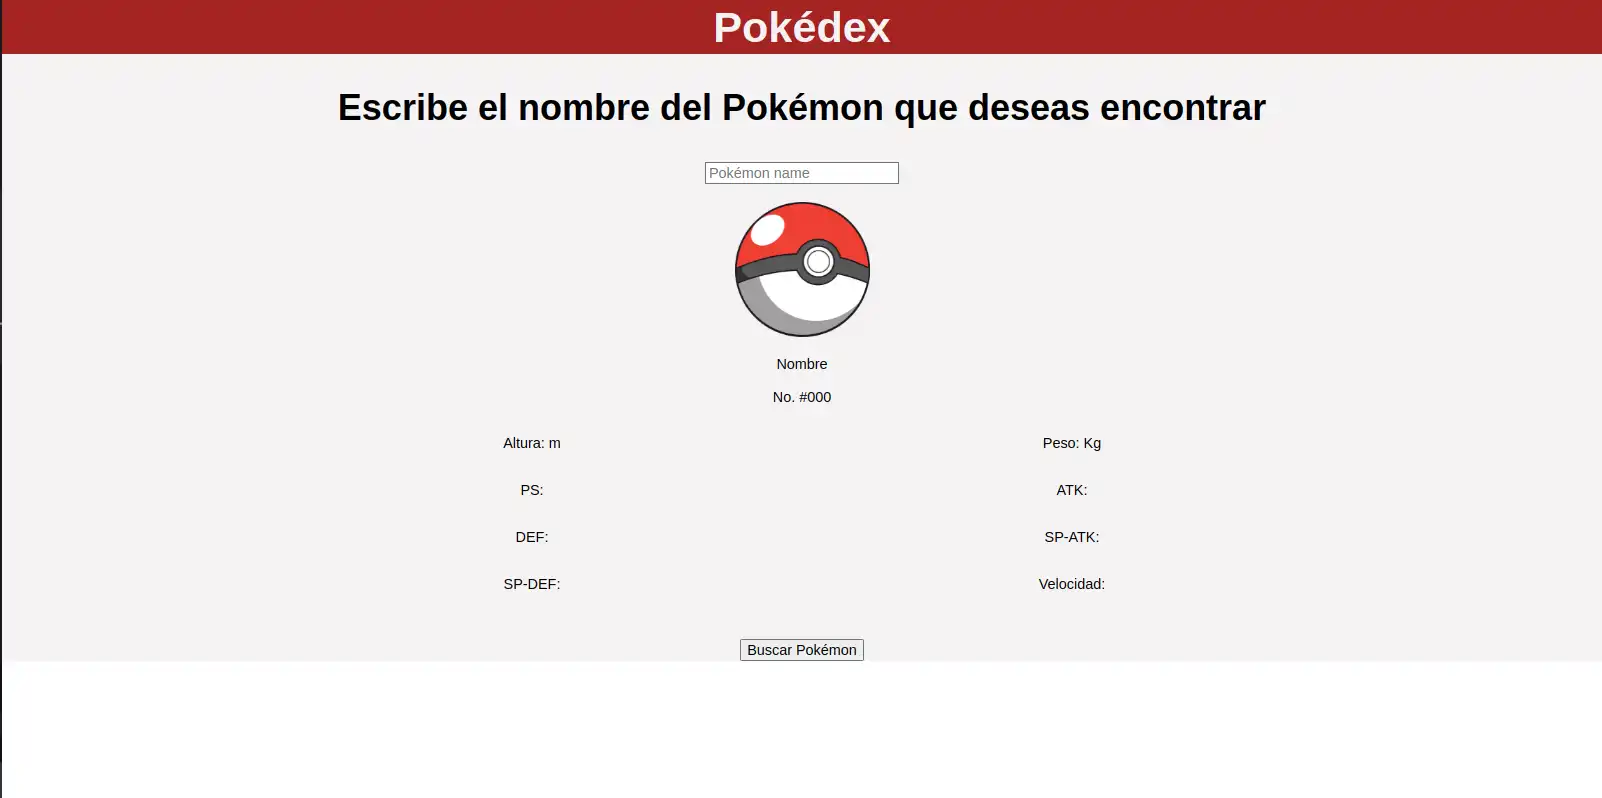 Pokédex
Escribe el nombre del Pokémon que deseas encontrar
Pokémon name
Nombre
No. #000
Altura: m
Peso: Kg
PS:
ATK:
DEF:
SP-ATK:
SP-DEF:
Velocidad:
Buscar Pokémon